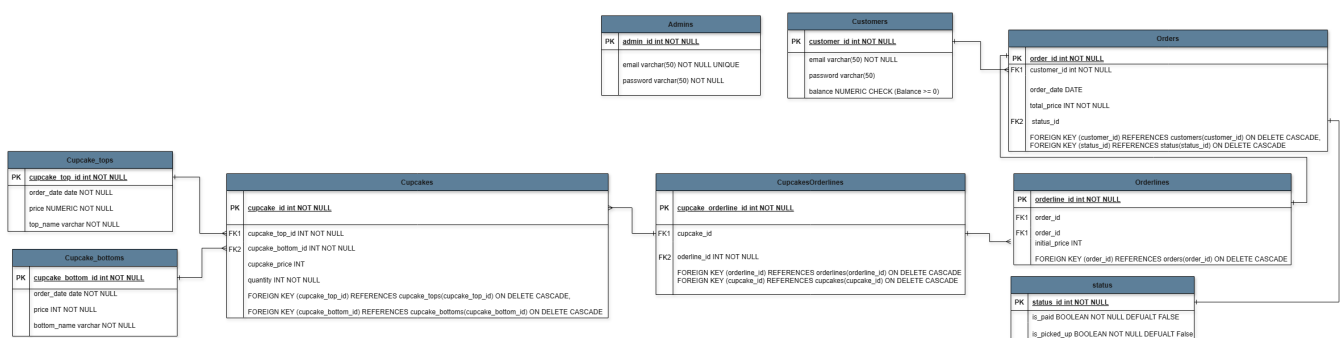 Admins
PK admin_id int NOT NULL
email varchar(50) NOT NULL UNIQUE
password varchar(50) NOT NULL
Customers
PK customer_id int NOT NULL
email varchar(50) NOT NULL
password varchar(50)
balance NUMERIC CHECK (Balance >= 0)
Orders
PK order_id int NOT NULL
FK1 customer_id int NOT NULL
order_date DATE
total_price INT NOT NULL
FK2 status_id
FOREIGN KEY (customer_id) REFERENCES customers(customer_id) ON DELETE CASCADE,
FOREIGN KEY (status_id) REFERENCES status(status_id) ON DELETE CASCADE
Cupcake_tops
PK cupcake_top_id int NOT NULL
order_date date NOT NULL
price NUMERIC NOT NULL
top_name varchar NOT NULL
Cupcake_bottoms
PK cupcake_bottom_id int NOT NULL
order_date date NOT NULL
price INT NOT NULL
bottom_name varchar NOT NULL
Cupcakes
PK cupcake_id int NOT NULL
FK1 cupcake_top_id INT NOT NULL
FK2 cupcake_bottom_id INT NOT NULL
cupcake_price INT
quantity INT NOT NULL
FOREIGN KEY (cupcake_top_id) REFERENCES cupcake_tops(cupcake_top_id) ON DELETE CASCADE,
FOREIGN KEY (cupcake_bottom_id) REFERENCES cupcake_bottoms(cupcake_bottom_id) ON DELETE CASCADE
CupcakesOrderlines
PK cupcake_orderline_id int NOT NULL
FK1 cupcake_id
FK2 oderline_id INT NOT NULL
FOREIGN KEY (orderline_id) REFERENCES orderlines(orderline_id) ON DELETE CASCADE
FOREIGN KEY (cupcake_id) REFERENCES cupcakes(cupcake_id) ON DELETE CASCADE
Orderlines
PK orderline_id int NOT NULL
FK1 order_id
FK1 order_id
initial_price INT
FOREIGN KEY (order_id) REFERENCES orders(order_id) ON DELETE CASCADE
status
PK status_id int NOT NULL
is_paid BOOLEAN NOT NULL DEFUALT FALSE
is_picked_up BOOLEAN NOT NULL DEFUALT False